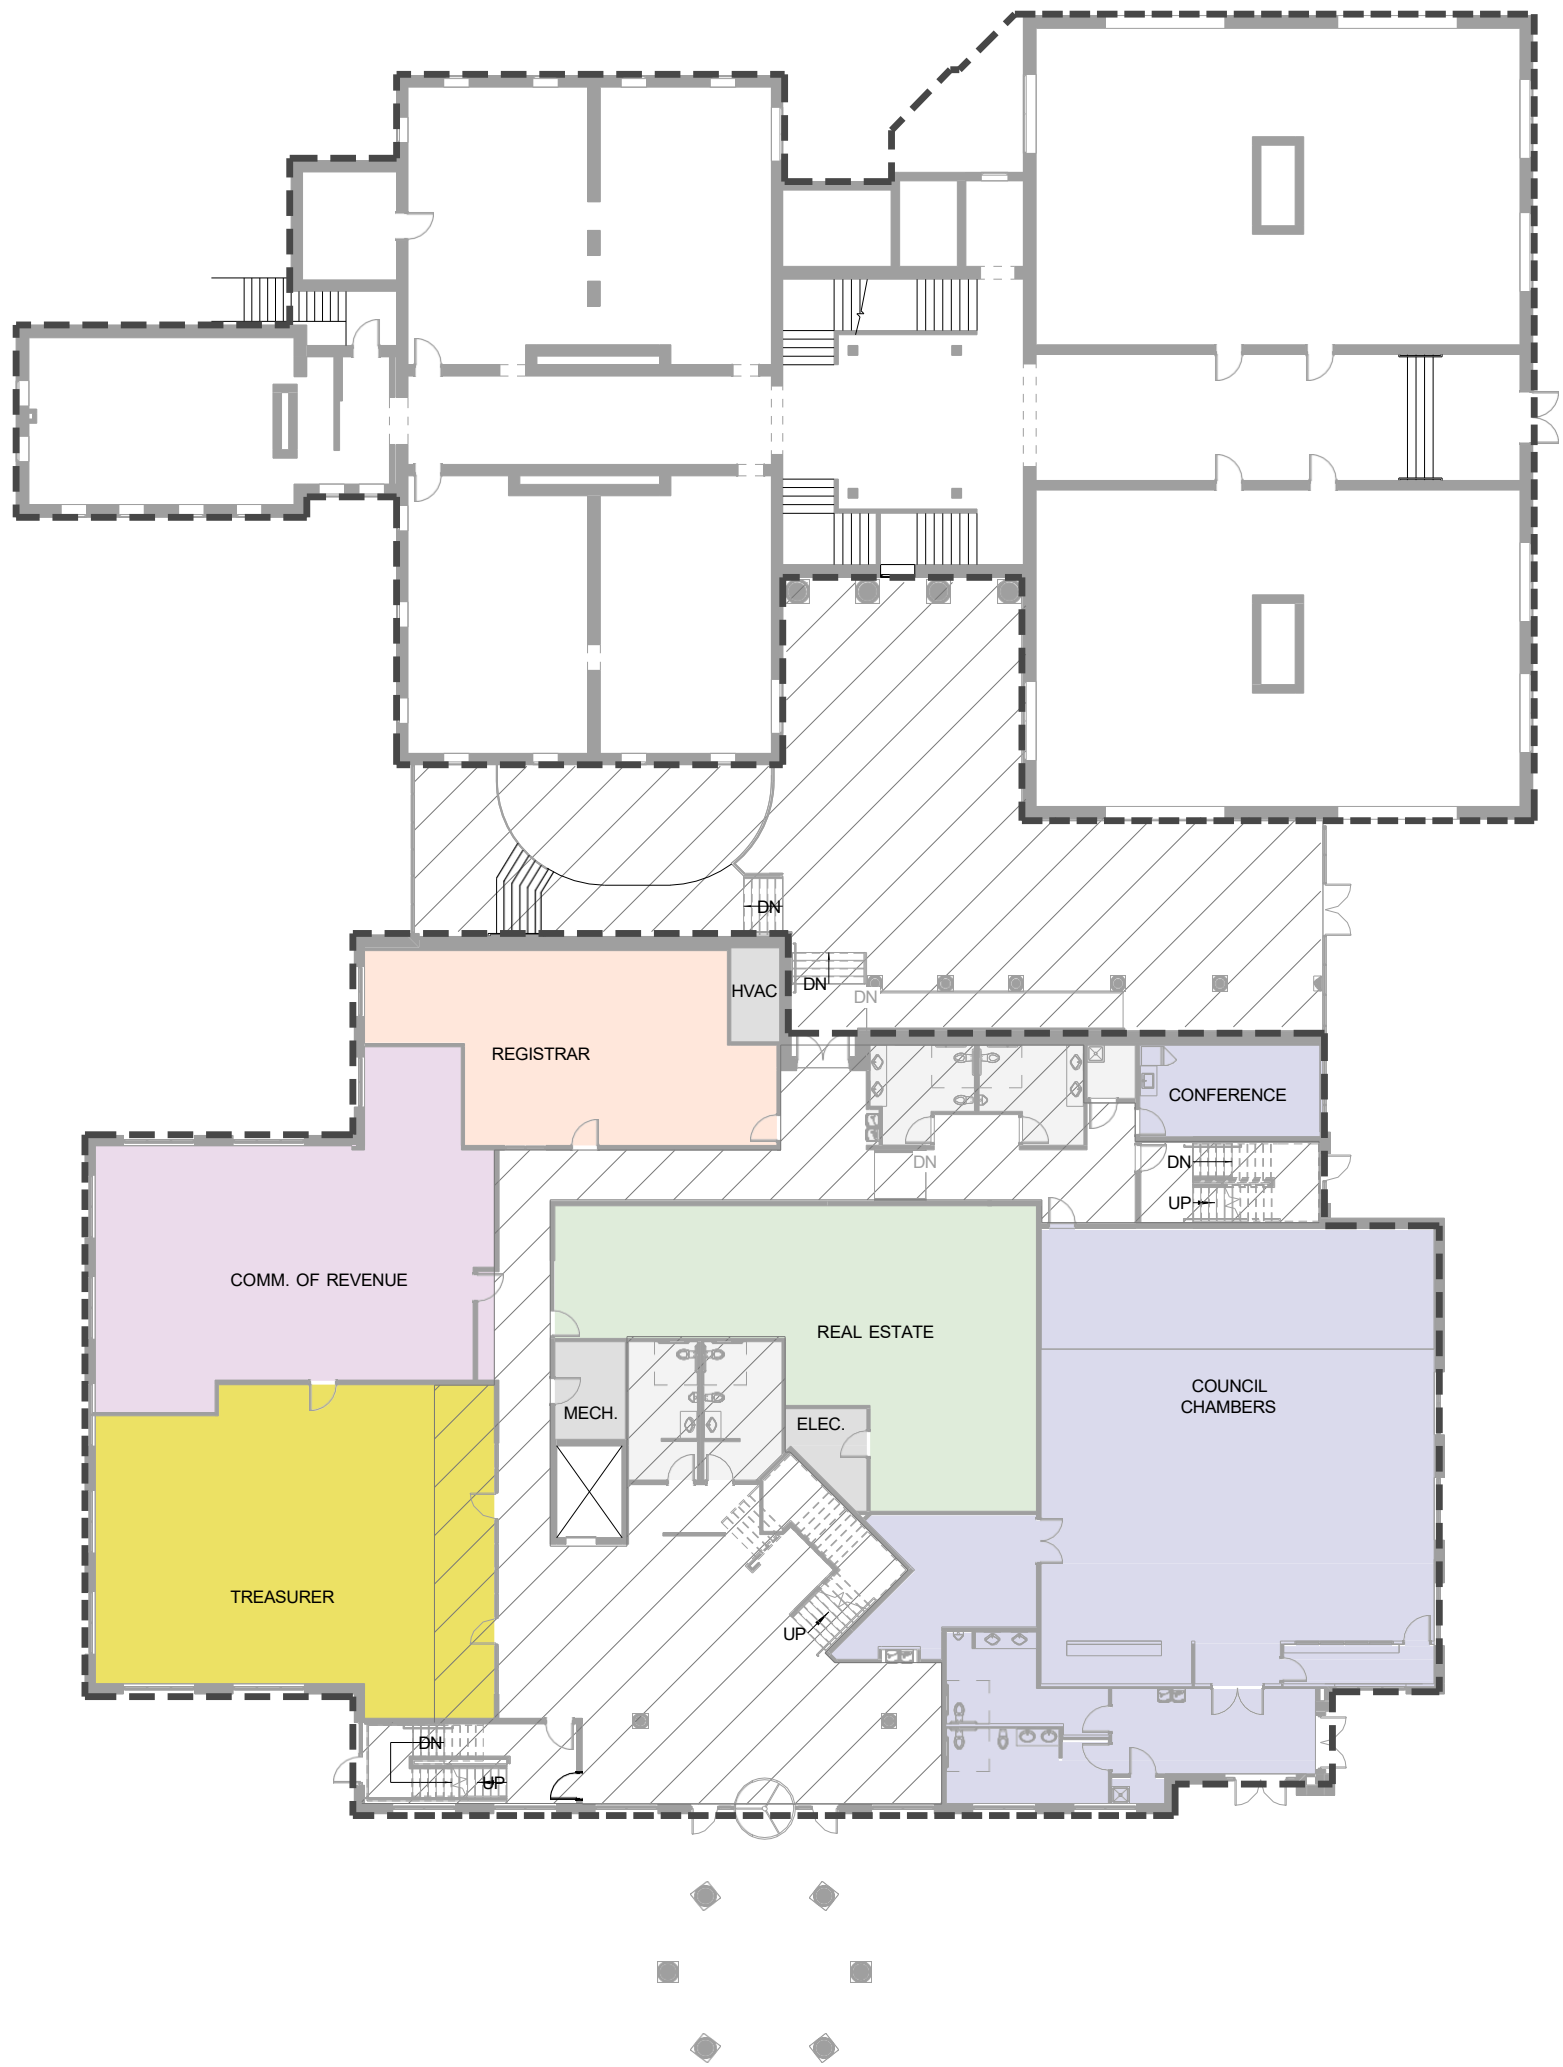 DN
HVAC
DN
DN
REGISTRAR
CONFERENCE
DN
DN
UP
COMM. OF REVENUE
REAL ESTATE
COUNCIL
CHAMBERS
MECH.
ELEC.
TREASURER
UP
DN
UP